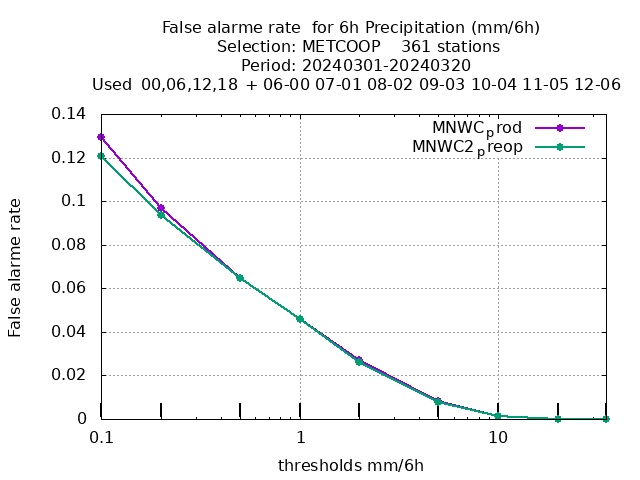 False alarme rate  for 6h Precipitation (mm/6h)
Selection: METCOOP    361 stations
Period: 20240301-20240320
Used  00,06,12,18  + 06-00 07-01 08-02 09-03 10-04 11-05 12-06
0.14
MNWCprod
MNWC2preop
0.12
0.1
0.08
0.06
0.04
0.02
0
False alarme rate
0.1
1
10
thresholds mm/6h